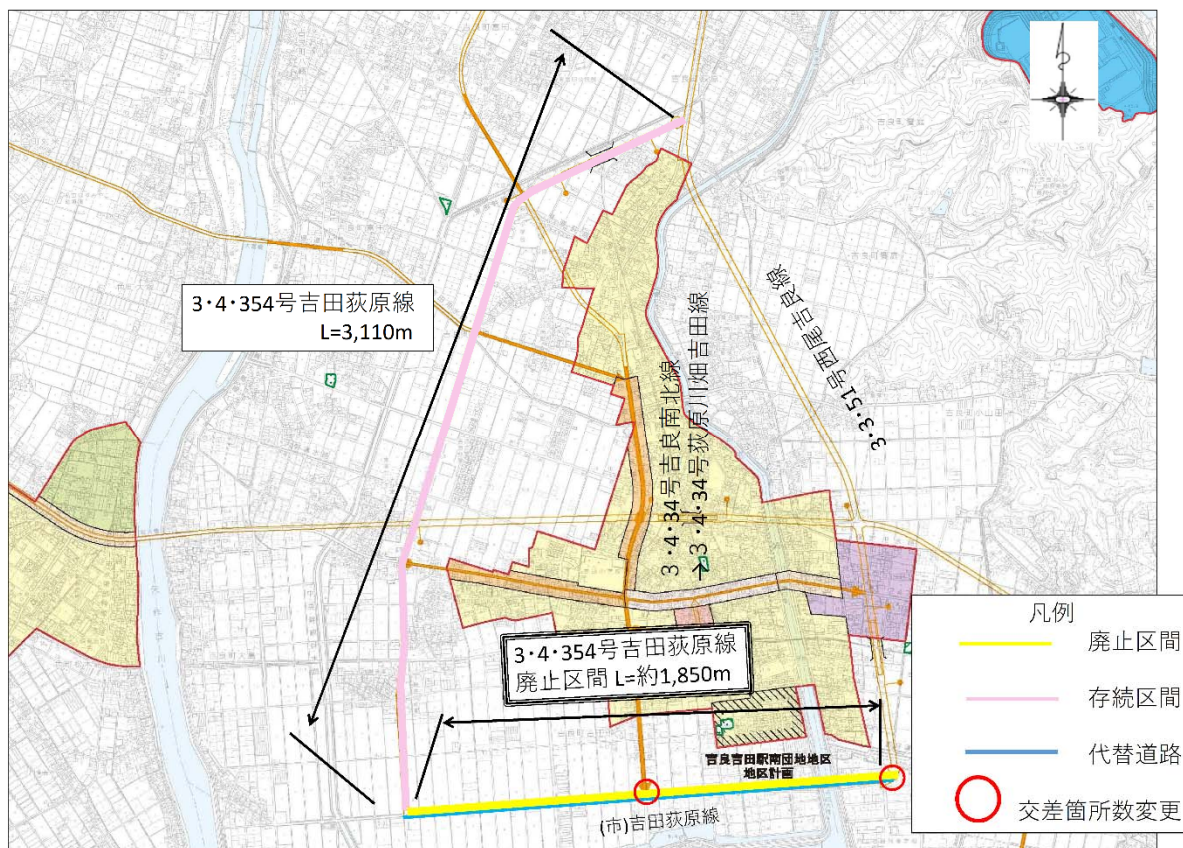 3・4・354号吉田荻原線
L=3,110m
3・3・51号西尾吉良線
3・4・34号吉良南北線
→3・4・34号荻原川畑吉田線
3・4・354号吉田荻原線
廃止区間 L=約1,850m
吉良吉田駅南団地地区
地区計画
(市)吉田荻原線
凡例
廃止区間
存続区間
代替道路
交差箇所数変更